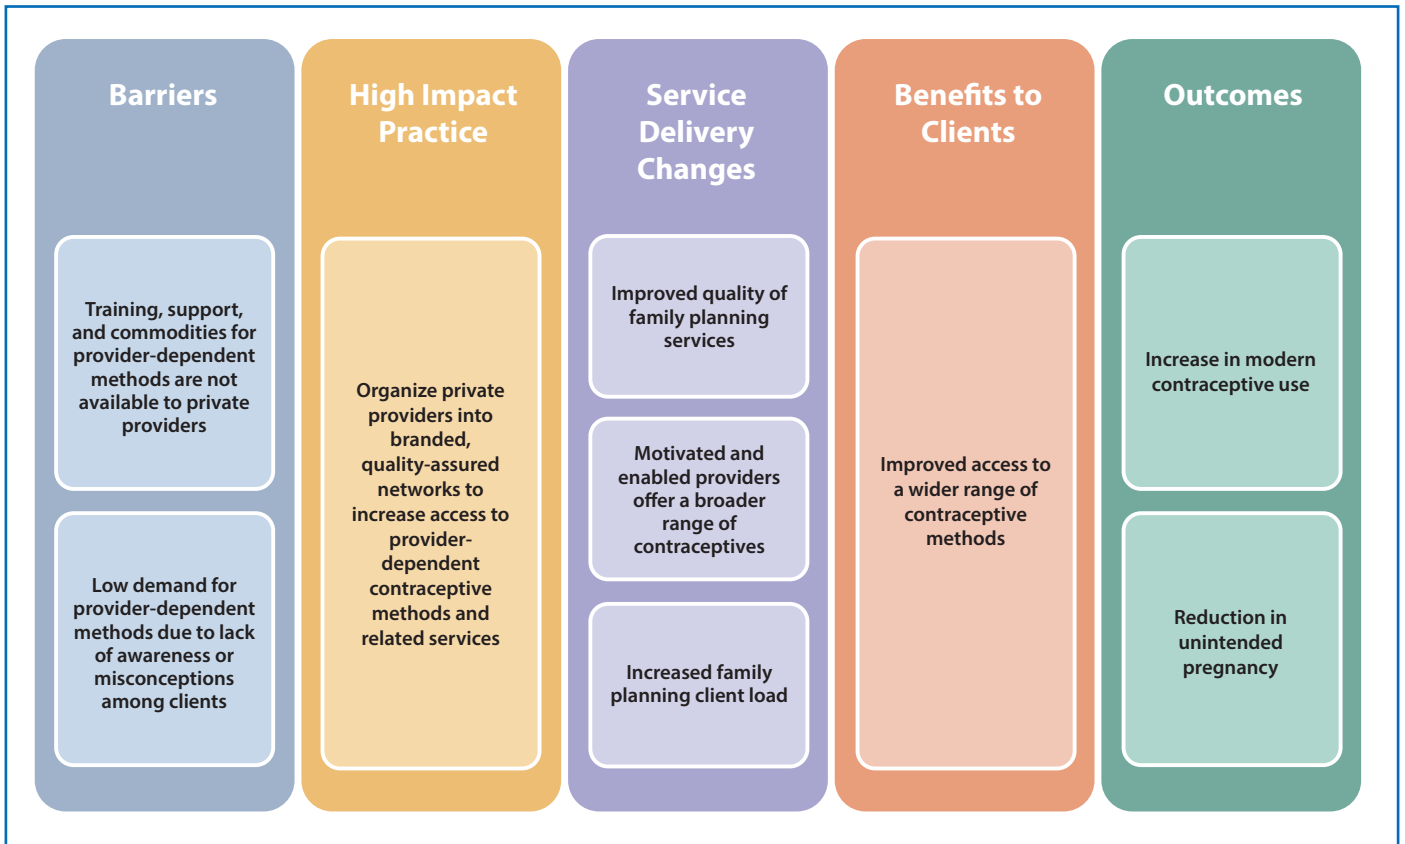 Barriers
Training, support,
and commodities for
provider-dependent
methods are not
available to private
providers
Low demand for
provider-dependent
methods due to lack
of awareness or
misconceptions
among clients
High Impact
Practice
Organize private
providers into
branded,
quality-assured
networks to
increase access to
provider-
dependent
contraceptive
methods and
related services
Service
Delivery
Changes
Improved quality of
family planning
services
Motivated and
enabled providers
offer a broader
range of
contraceptives
Increased family
planning client load
Benefits to
Clients
Improved access to
a wider range of
contraceptive
methods
Outcomes
Increase in modern
contraceptive use
Reduction in
unintended
pregnancy